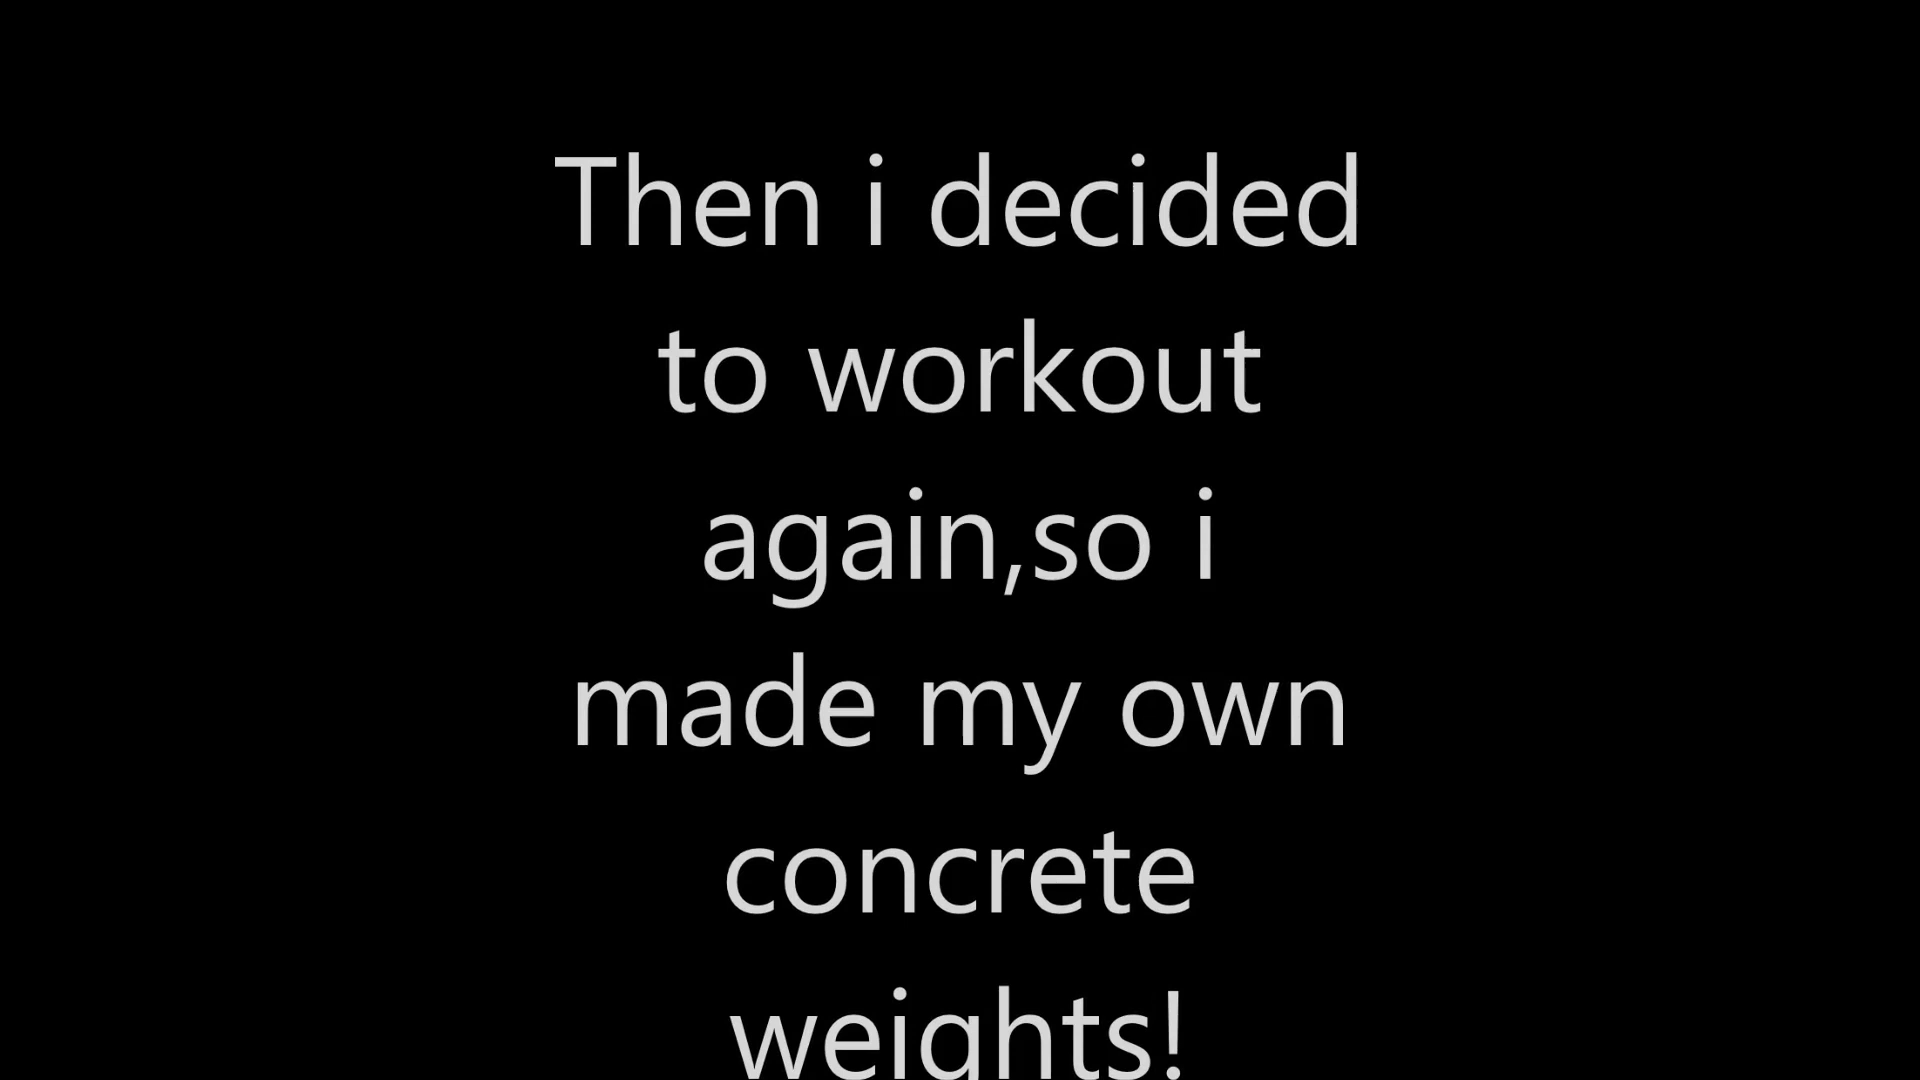 Then i decided
to workout
again,so i
made my own
concrete
weights!